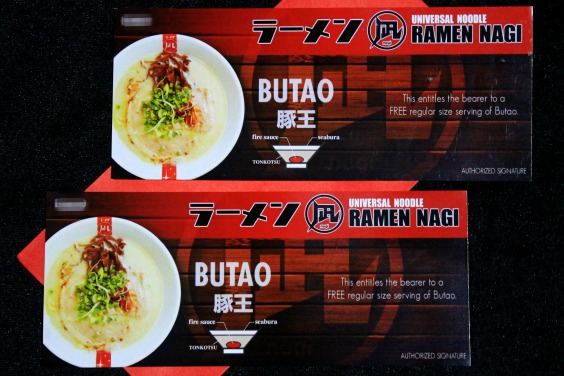 ラーメン 凪 UNIVERSAL NOODLE
RAMEN NAGI
BUTAO
豚王
fire sauce seabura
TONKOTSU
This entitles the bearer to a
FREE regular size serving of Butao.
AUTHORIZED SIGNATURE
ラーメン 凪 UNIVERSAL NOODLE
RAMEN NAGI
BUTAO
豚王
fire sauce seabura
TONKOTSU
This entitles the bearer to a
FREE regular size serving of Butao.
AUTHORIZED SIGNATURE